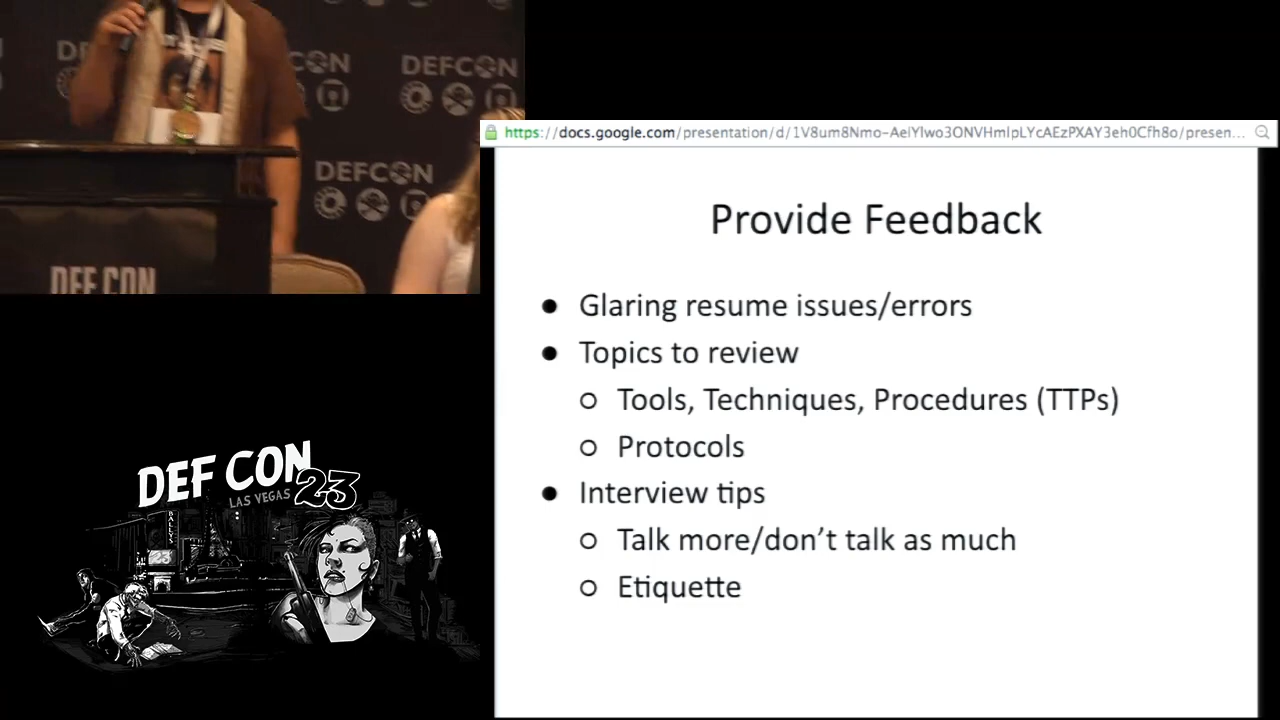 DEFCON
DEFCON
DEF CON
https://docs.google.com/presentation/d/1V8um8Nmo-AeiYlwo3ONVHmlpLYcAEzPXAY3eh0Cfh8o/presen...
Provide Feedback
● Glaring resume issues/errors
● Topics to review
○ Tools, Techniques, Procedures (TTPs)
○ Protocols
● Interview tips
○ Talk more/don’t talk as much
○ Etiquette
DEF CON
LAS VEGAS 23
BALLYS